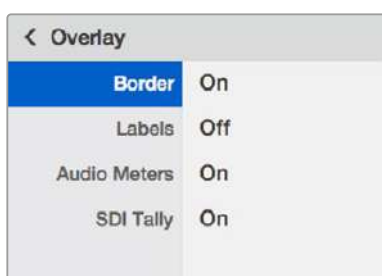 < Overlay
Border On
Labels Off
Audio Meters On
SDI Tally On